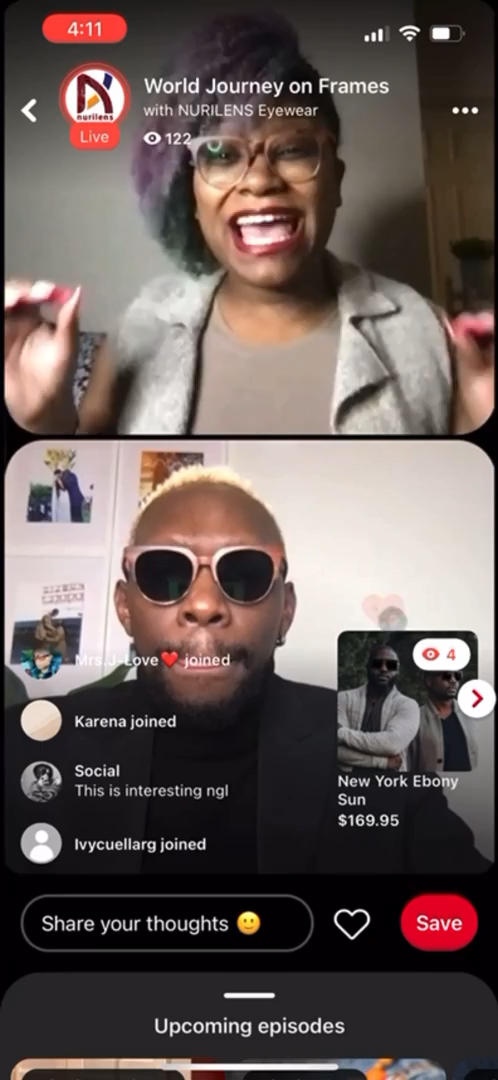 4:11
World Journey on Frames
with NURILENS Eyewear
nurilens
Live
122
Mrs.J-Love ❤️ joined
4
Karena joined
Social
This is interesting ngl
New York Ebony
Sun
$169.95
Ivycuellarg joined
Share your thoughts 🙂
Save
Upcoming episodes